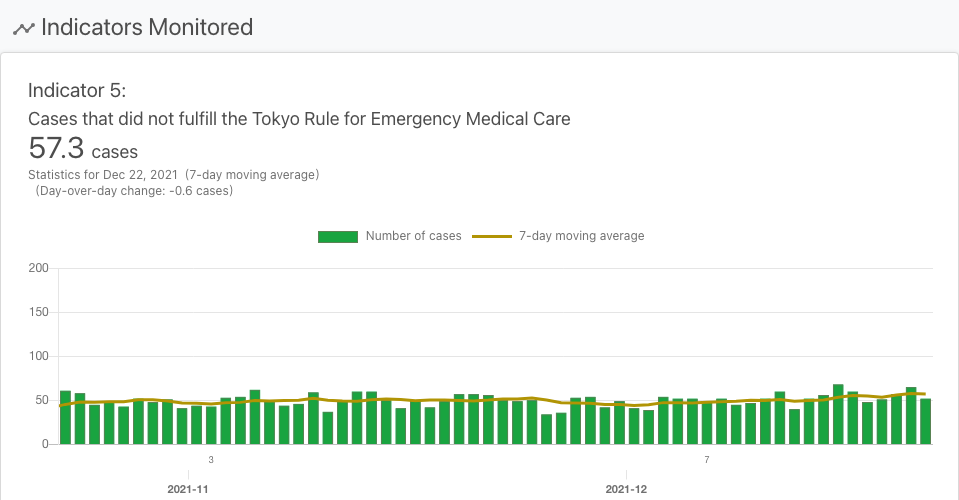 Indicators Monitored
Indicator 5:
Cases that did not fulfill the Tokyo Rule for Emergency Medical Care
57.3 cases
Statistics for Dec 22, 2021 (7-day moving average)
(Day-over-day change: -0.6 cases)
Number of cases 7-day moving average
200
150
100
50
0
3 7
2021-11 2021-12